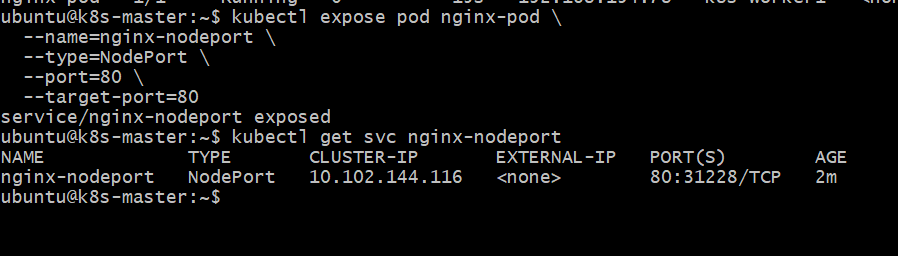 ubuntu@k8s-master:~$ kubectl expose pod nginx-pod \
  --name=nginx-nodeport \
  --type=NodePort \
  --port=80 \
  --target-port=80
service/nginx-nodeport exposed
ubuntu@k8s-master:~$ kubectl get svc nginx-nodeport
NAME             TYPE       CLUSTER-IP       EXTERNAL-IP   PORT(S)        AGE
nginx-nodeport   NodePort   10.102.144.116   <none>        80:31228/TCP   2m
ubuntu@k8s-master:~$